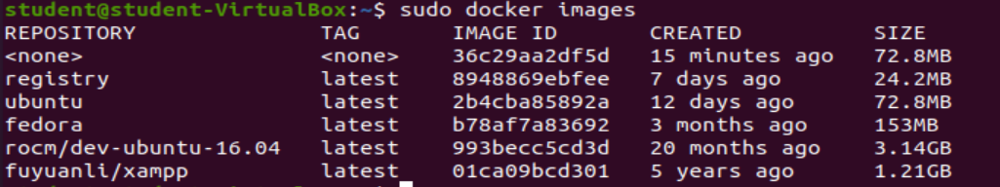 student@student-VirtualBox:~$ sudo docker images
REPOSITORY TAG IMAGE ID CREATED SIZE
<none> <none> 36c29aa2df5d 15 minutes ago 72.8MB
registry latest 8948869ebfee 7 days ago 24.2MB
ubuntu latest 2b4cba85892a 12 days ago 72.8MB
fedora latest b78af7a83692 3 months ago 153MB
rocm/dev-ubuntu-16.04 latest 993becc5cd3d 20 months ago 3.14GB
fuyuanli/xampp latest 01ca09bcd301 5 years ago 1.21GB